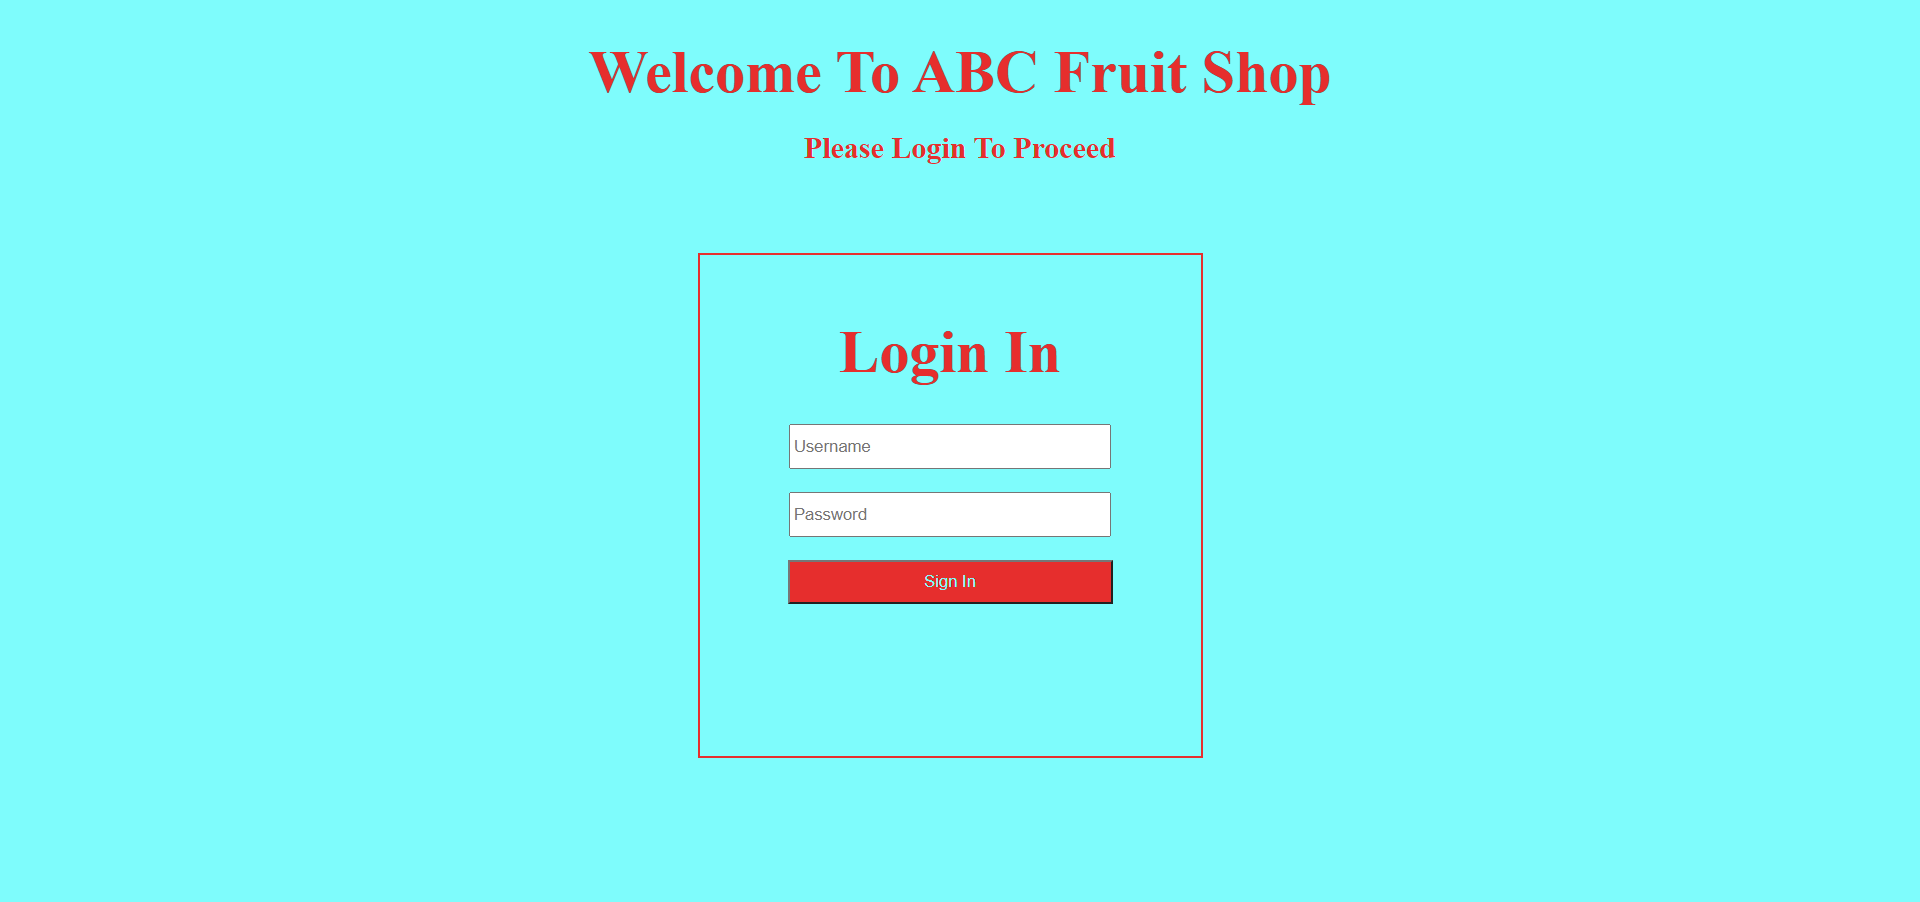 Welcome To ABC Fruit Shop
Please Login To Proceed
Login In
Username
Password
Sign In